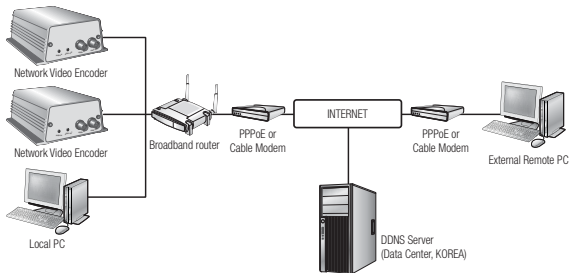 Network Video Encoder
Network Video Encoder
Local PC
Broadband router
PPPoE or
Cable Modem
INTERNET
PPPoE or
Cable Modem
External Remote PC
DDNS Server
(Data Center, KOREA)